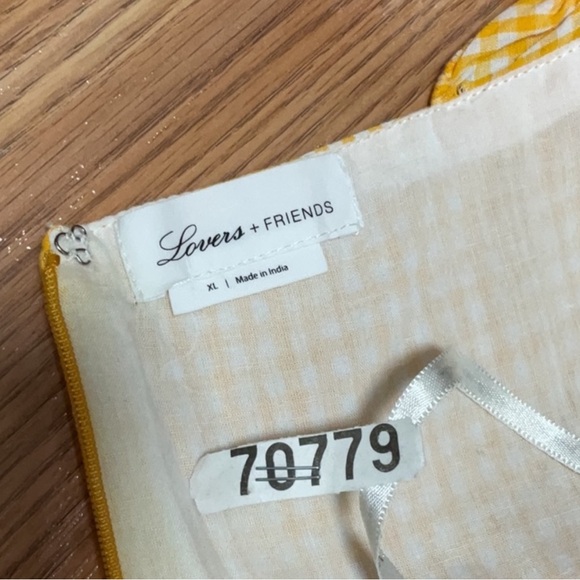 Lovers + FRIENDS
XL | Made in India
70779